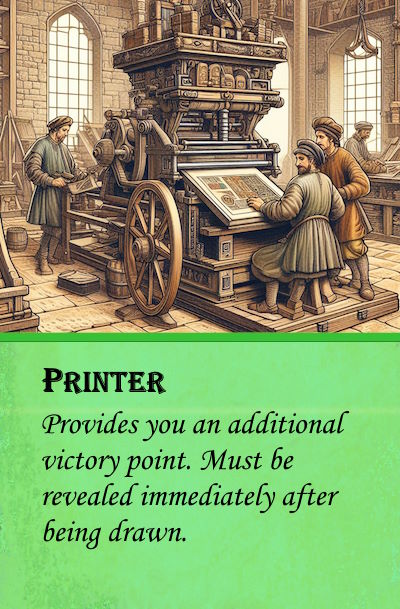 Printer
Provides you an additional
victory point. Must be
revealed immediately after
being drawn.